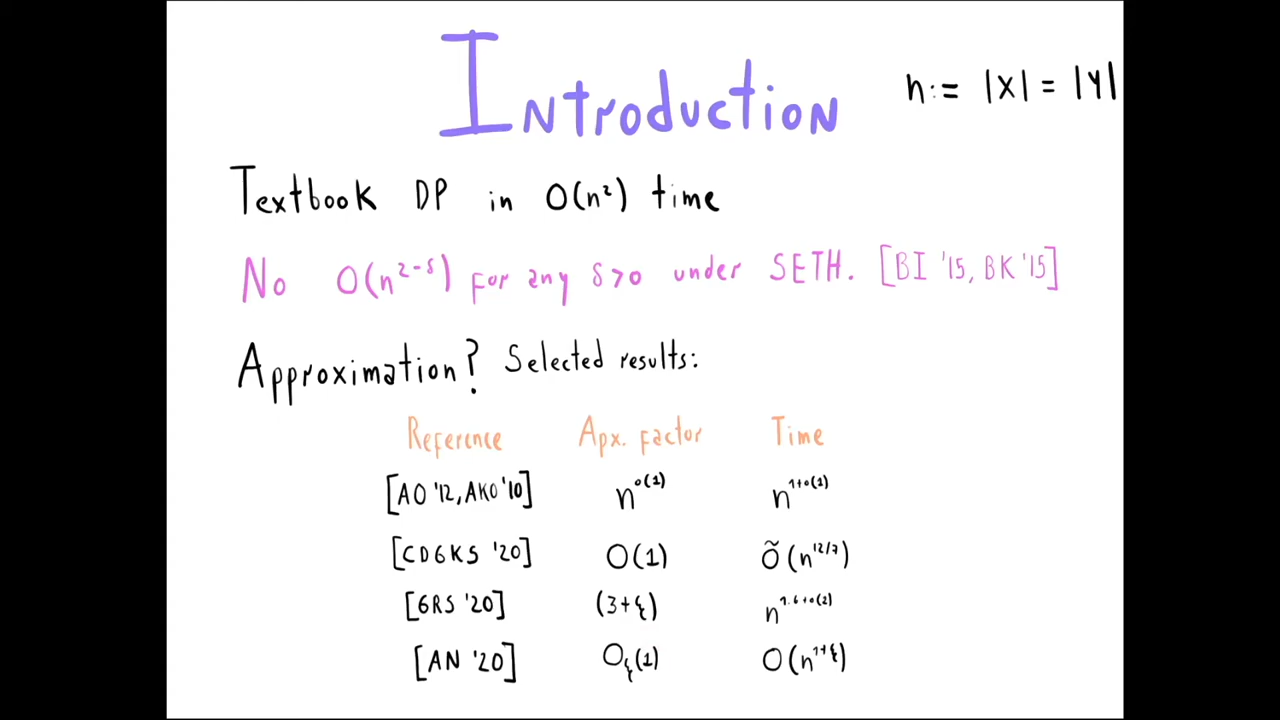 Introduction
n := |X| = |Y|
Textbook DP in O(n²) time
No O(n^{2-δ}) for any δ>0 under SETH. [BI '15, BK '15]
Approximation? Selected results:
Reference Apx. factor Time
[AO '12, AKO '10] n^{o(1)} n^{1+o(1)}
[CDGKS '20] O(1) Õ(n^{12/7})
[GRS '20] (3+ε) n^{1.6+o(1)}
[AN '20] O_ε(1) O(n^{1+ε})